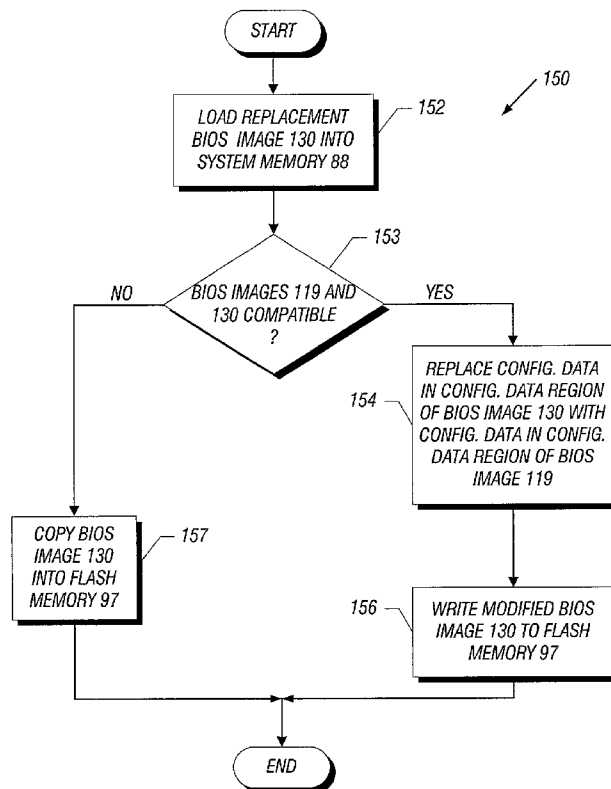 START
150
LOAD REPLACEMENT
BIOS IMAGE 130 INTO
SYSTEM MEMORY 88
152
153
BIOS IMAGES 119 AND
130 COMPATIBLE
?
NO
YES
154
REPLACE CONFIG. DATA
IN CONFIG. DATA REGION
OF BIOS IMAGE 130 WITH
CONFIG. DATA IN CONFIG.
DATA REGION OF BIOS
IMAGE 119
COPY BIOS
IMAGE 130
INTO FLASH
MEMORY 97
157
156
WRITE MODIFIED BIOS
IMAGE 130 TO FLASH
MEMORY 97
END